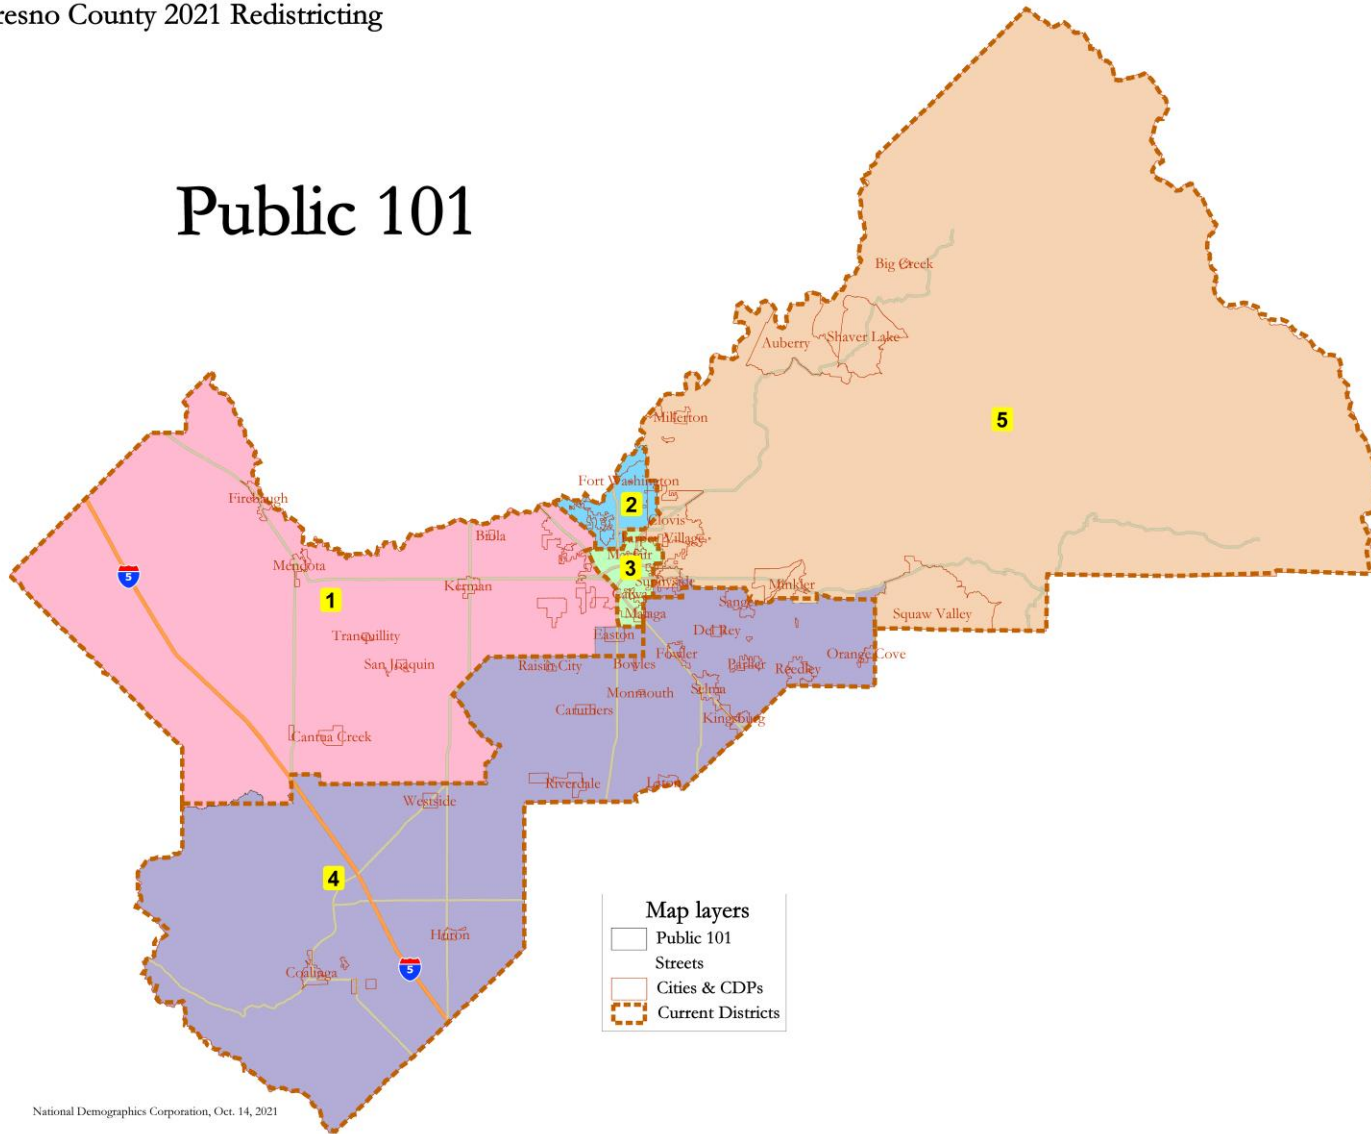 resno County 2021 Redistricting
Public 101
Big Creek
Auberry
Shaver Lake
5
Millerton
Fort Washington
2
Clovis
Firebaugh
Biola
Mendota
3
Sunnyside
Minkler
5
1
Kerman
Calwa
Malaga
Sanger
Squaw Valley
Tranquillity
Easton
Del Rey
San Joaquin
Raisin City
Bowles
Fowler
Parlier
Reedley
Orange Cove
Monmouth
Selma
Caruthers
Kingsburg
Cantua Creek
Riverdale
Laton
Westside
4
Huron
Coalinga
5
Map layers
Public 101
Streets
Cities & CDPs
Current Districts
National Demographics Corporation, Oct. 14, 2021